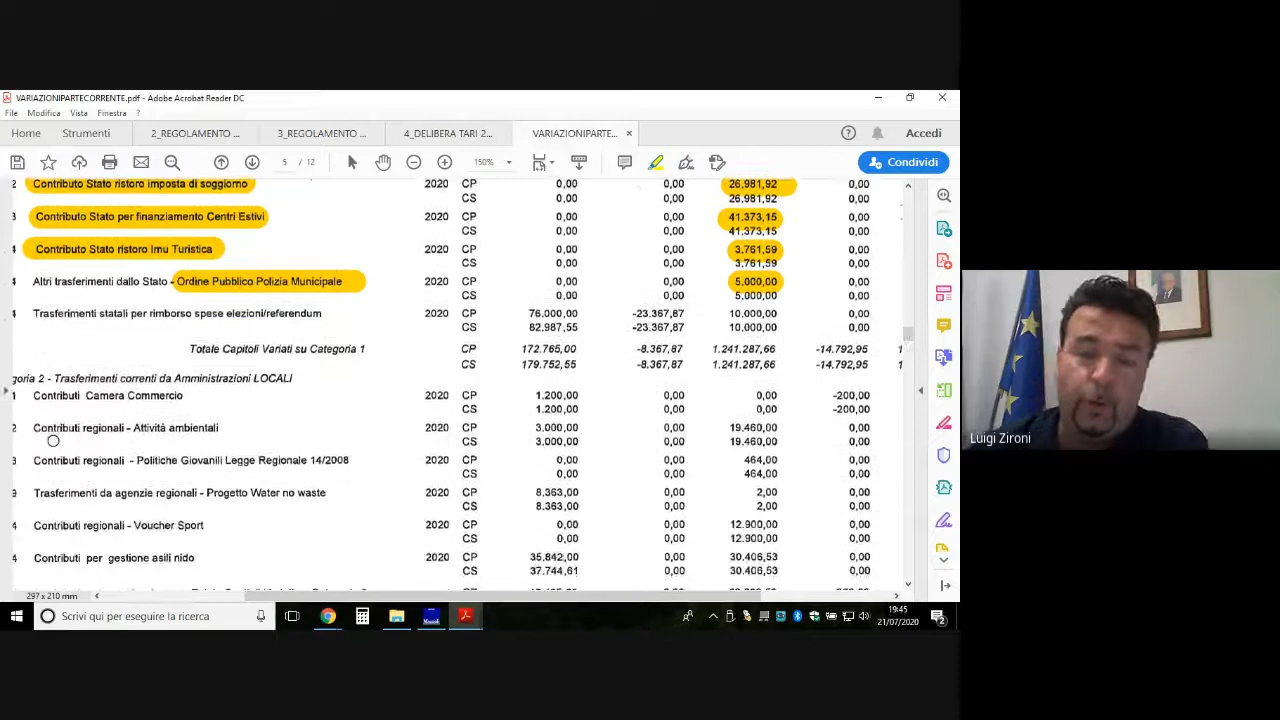 VARIAZIONIPARTECORRENTE.pdf - Adobe Acrobat Reader DC
File Modifica Vista Finestra ?
Home Strumenti 2_REGOLAMENTO ... 3_REGOLAMENTO ... 4_DELIBERA TARI 2... VARIAZIONIPARTE... × Accedi
5 / 12 150% Condividi
2 Contributo Stato ristoro imposta di soggiorno 2020 CP 0,00 0,00 26.981,92 0,00
CS 0,00 0,00 26.981,92
3 Contributo Stato per finanziamento Centri Estivi 2020 CP 0,00 0,00 41.373,15 0,00
CS 0,00 0,00 41.373,15 0,00
4 Contributo Stato ristoro Imu Turistica 2020 CP 0,00 0,00 3.761,59 0,00
CS 0,00 0,00 3.761,59 0,00
4 Altri trasferimenti dallo Stato - Ordine Pubblico Polizia Municipale 2020 CP 0,00 0,00 5.000,00 0,00
CS 0,00 0,00 5.000,00 0,00
4 Trasferimenti statali per rimborso spese elezioni/referendum 2020 CP 76.000,00 -23.367,87 10.000,00 0,00
CS 82.987,55 -23.367,87 10.000,00 0,00
Totale Capitoli Variati su Categoria 1 CP 172.765,00 -8.367,87 1.241.287,66 -14.792,95 1
CS 179.752,55 -8.367,87 1.241.287,66 -14.792,95 1
goria 2 - Trasferimenti correnti da Amministrazioni LOCALI
1 Contributi Camera Commercio 2020 CP 1.200,00 0,00 0,00 -200,00
CS 1.200,00 0,00 0,00 -200,00
2 Contributi regionali - Attività ambientali 2020 CP 3.000,00 0,00 19.460,00 0,00
CS 3.000,00 0,00 19.460,00 0,00
3 Contributi regionali - Politiche Giovanili Legge Regionale 14/2008 2020 CP 0,00 0,00 464,00 0,00
CS 0,00 0,00 464,00 0,00
9 Trasferimenti da agenzie regionali - Progetto Water no waste 2020 CP 8.363,00 0,00 2,00 0,00
CS 8.363,00 0,00 2,00 0,00
4 Contributi regionali - Voucher Sport 2020 CP 0,00 0,00 12.900,00 0,00
CS 0,00 0,00 12.900,00 0,00
4 Contributi per gestione asili nido 2020 CP 35.842,00 0,00 30.406,53 0,00
CS 37.744,61 0,00 30.406,53 0,00
297 x 210 mm
Scrivi qui per eseguire la ricerca
19:45
21/07/2020
2
Luigi Zironi